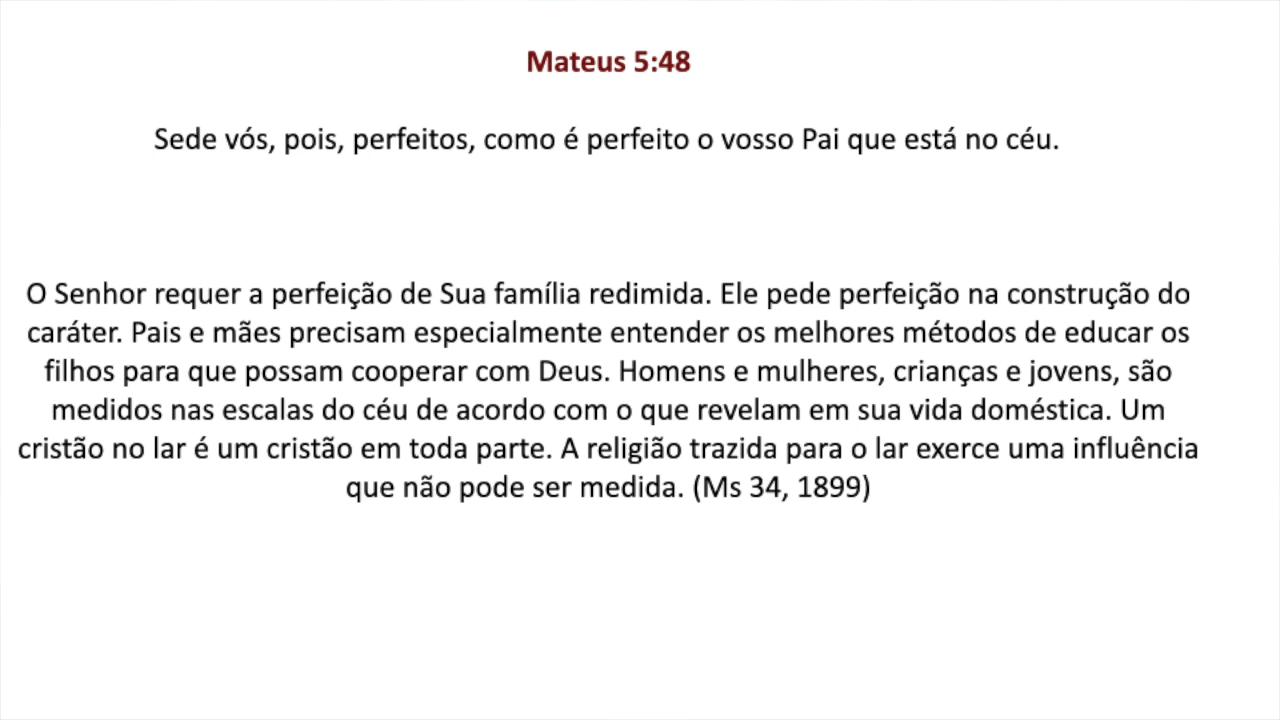 Mateus 5:48
Sede vós, pois, perfeitos, como é perfeito o vosso Pai que está no céu.
O Senhor requer a perfeição de Sua família redimida. Ele pede perfeição na construção do
caráter. Pais e mães precisam especialmente entender os melhores métodos de educar os
filhos para que possam cooperar com Deus. Homens e mulheres, crianças e jovens, são
medidos nas escalas do céu de acordo com o que revelam em sua vida doméstica. Um
cristão no lar é um cristão em toda parte. A religião trazida para o lar exerce uma influência
que não pode ser medida. (Ms 34, 1899)